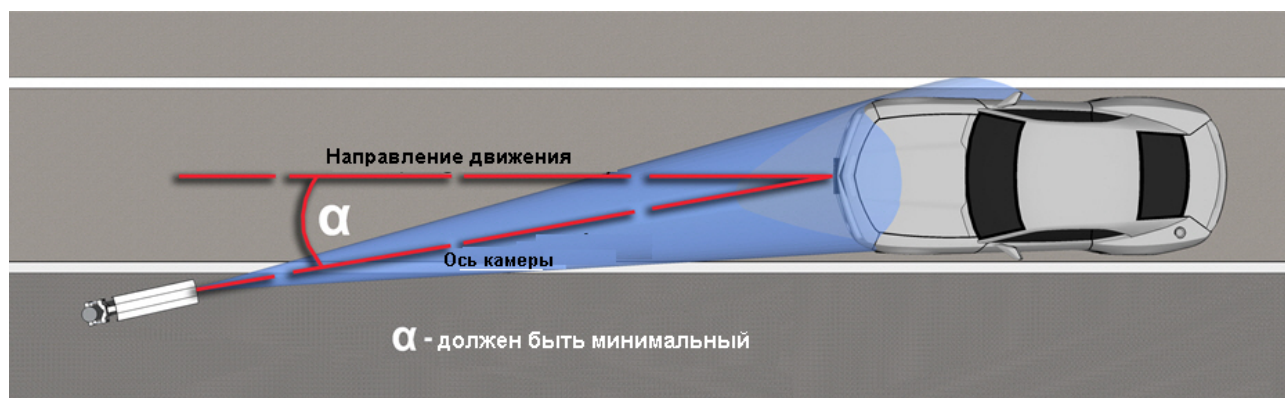 Направление движения
α
Ось камеры
α - должен быть минимальный